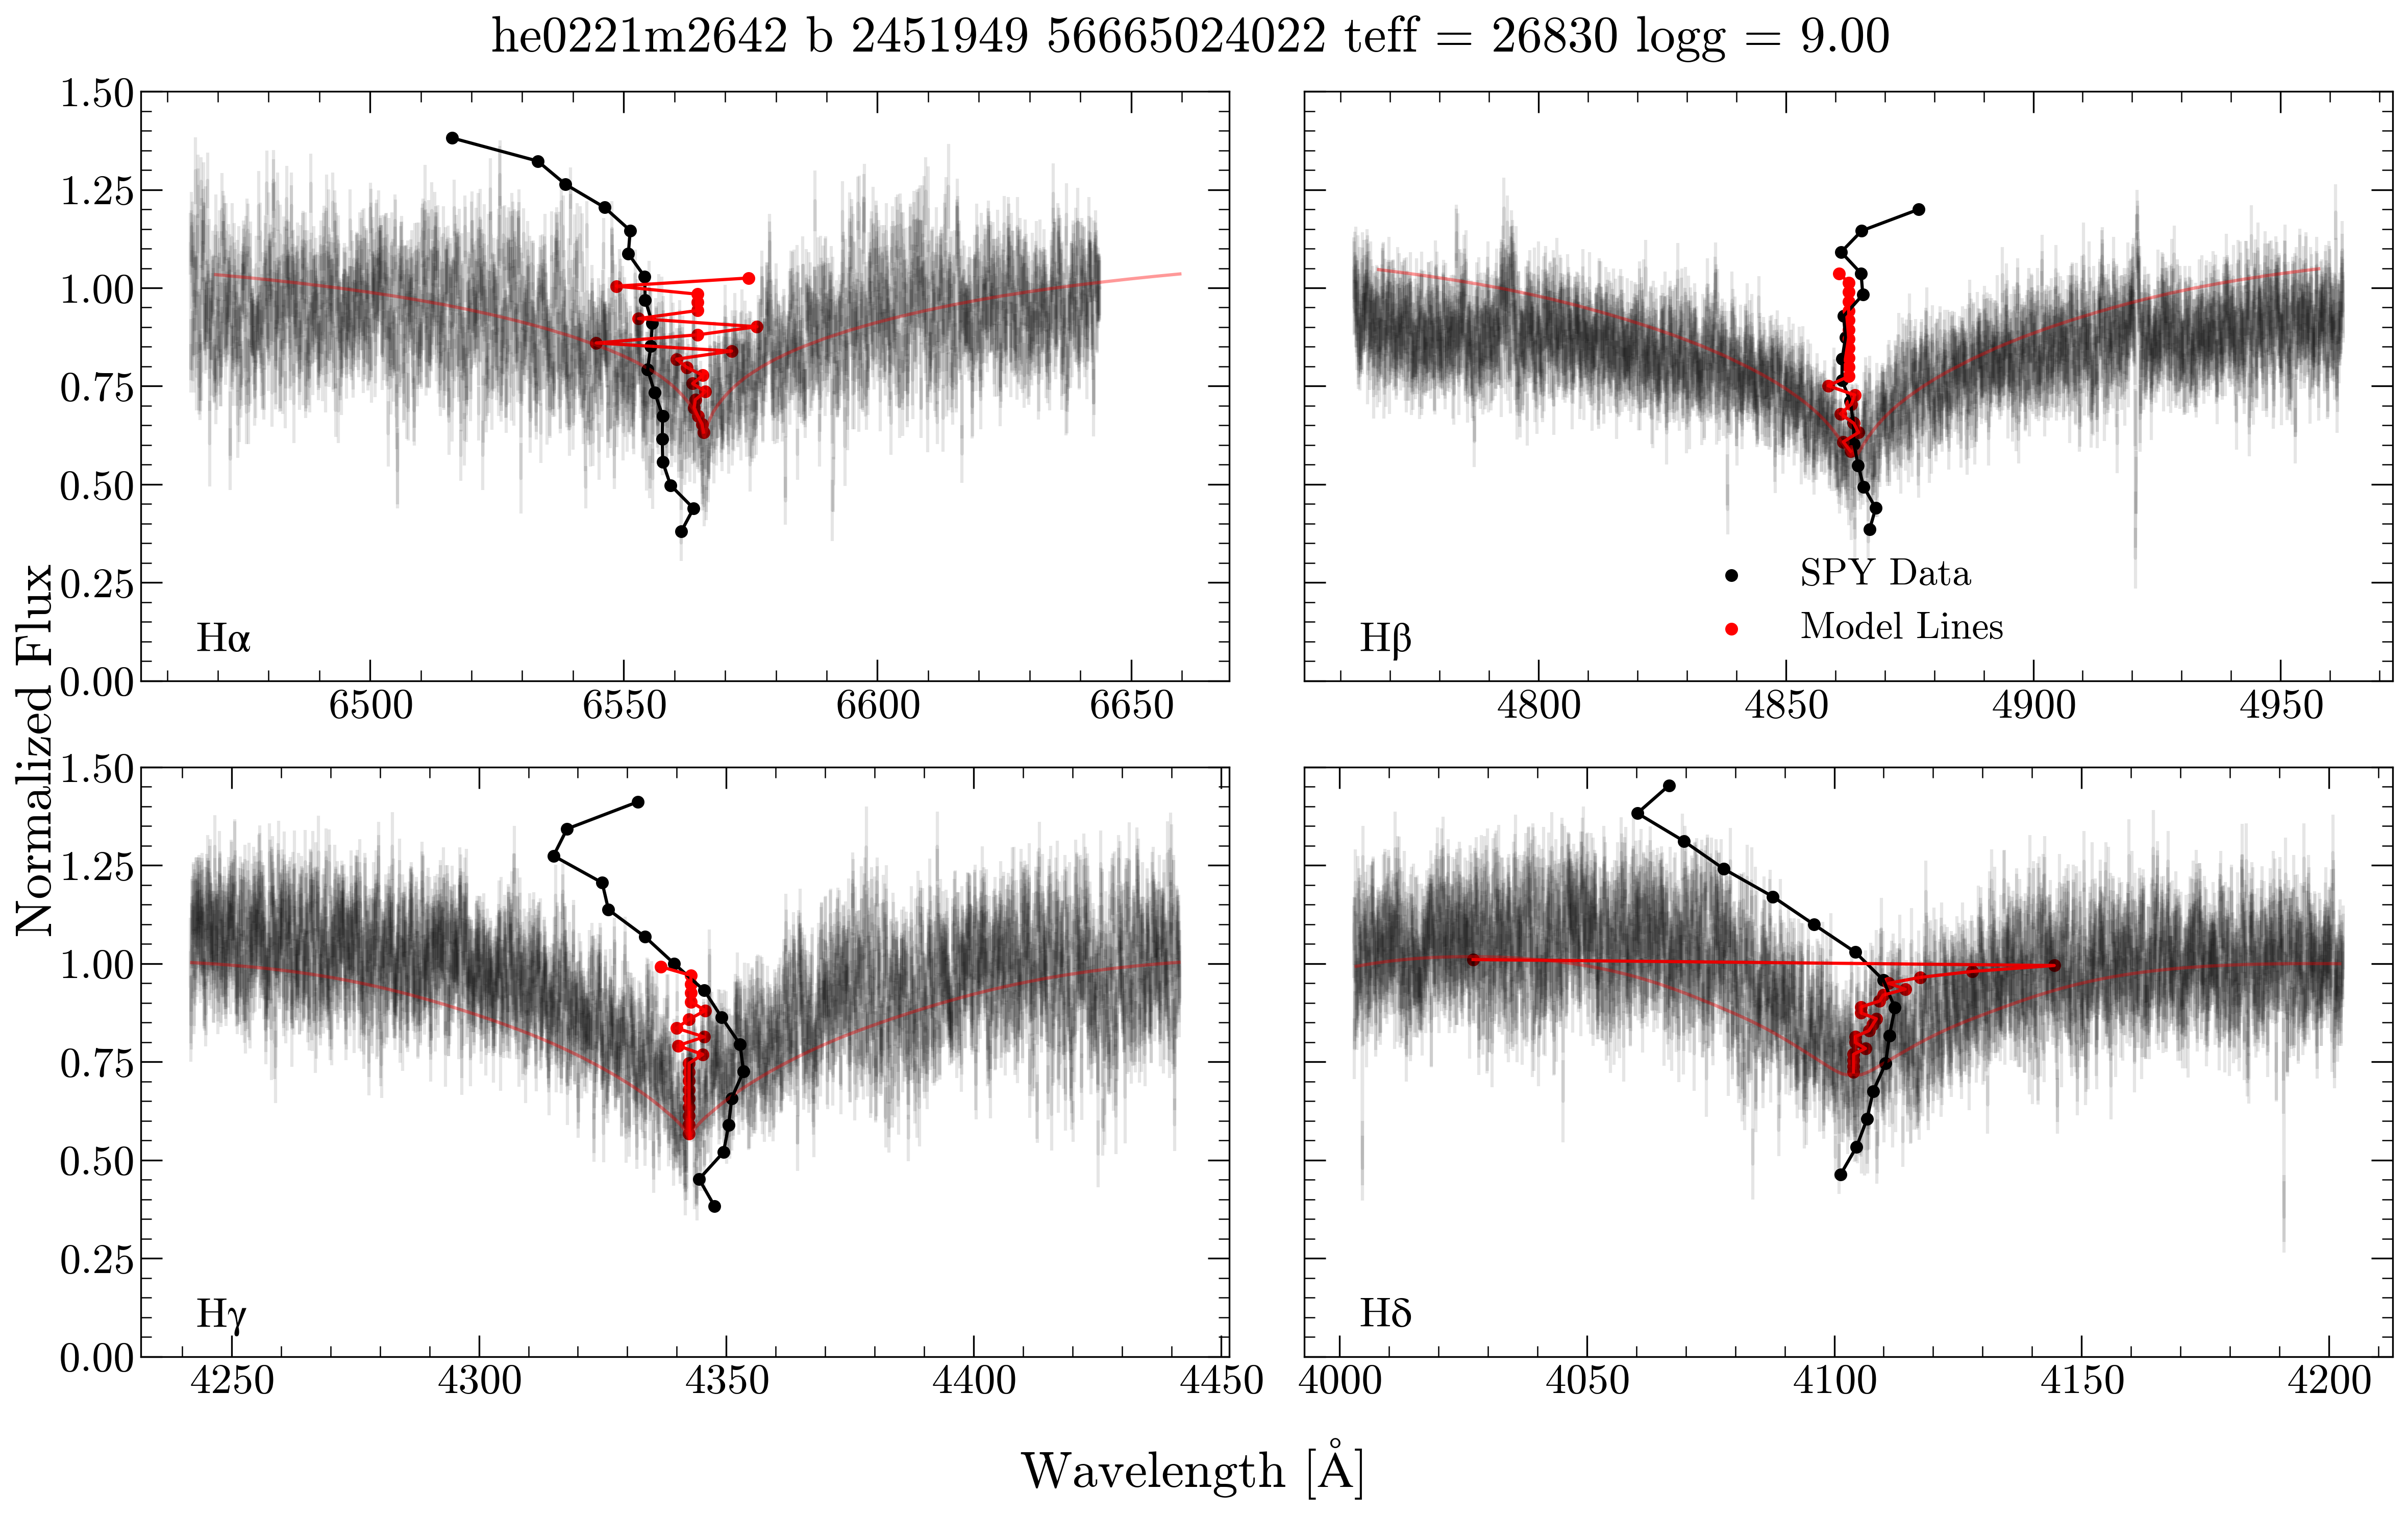 he0221m2642 b 2451949 56665024022 teff = 26830 logg = 9.00
Normalized Flux
1.50
1.25
1.00
0.75
0.50
0.25
0.00
Hα
6500 6550 6600 6650
Hβ
SPY Data
Model Lines
4800 4850 4900 4950
1.50
1.25
1.00
0.75
0.50
0.25
0.00
Hγ
4250 4300 4350 4400 4450
Hδ
4000 4050 4100 4150 4200
Wavelength [Å]